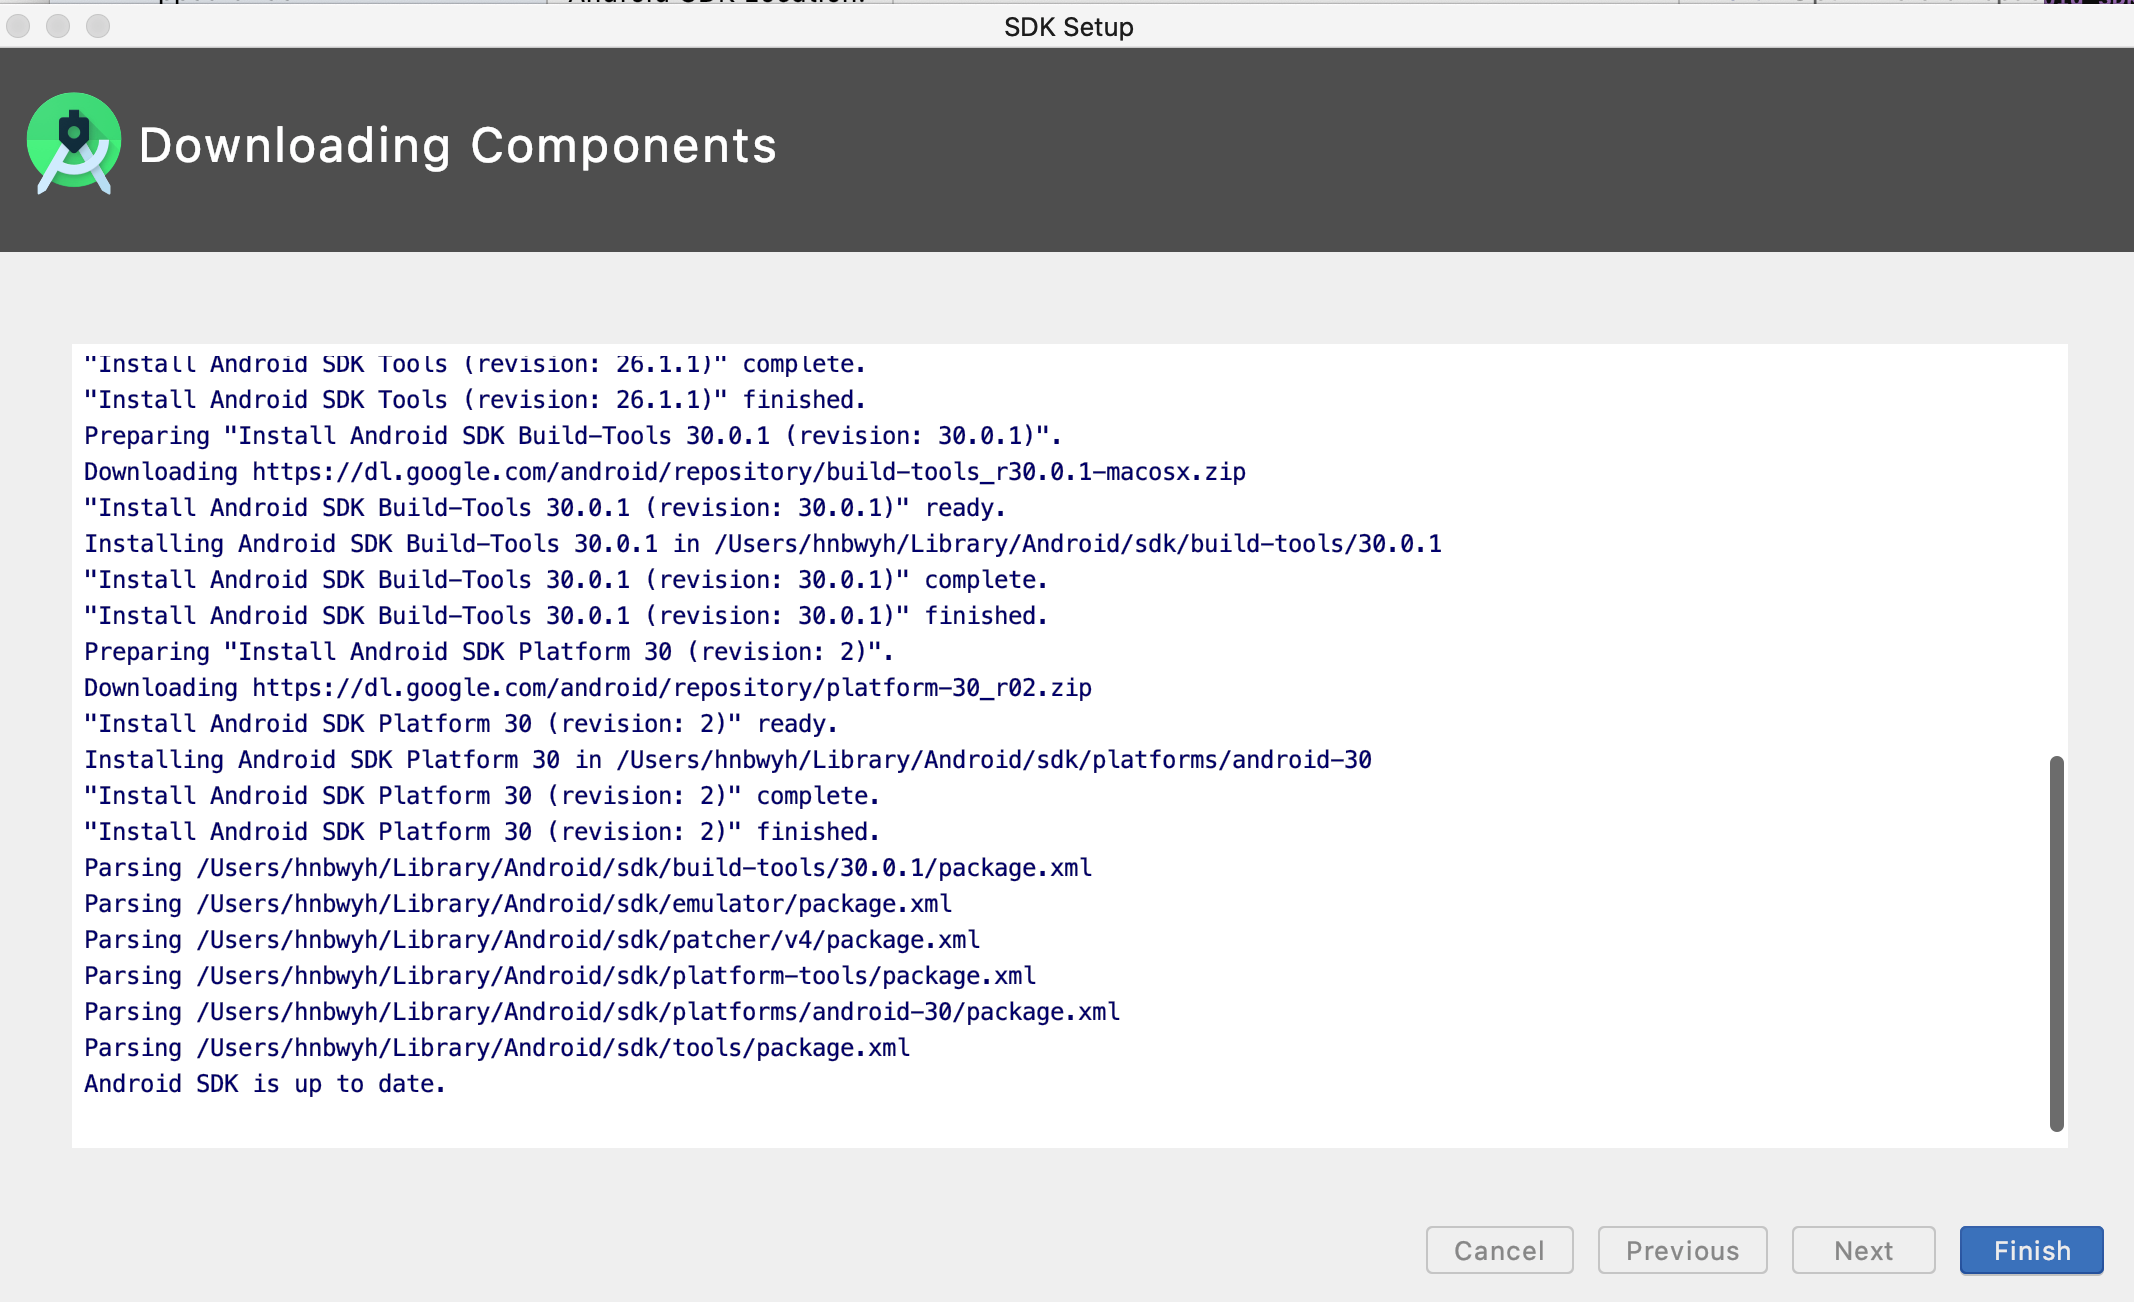 Android SDK Location:
SDK Setup
Downloading Components
"Install Android SDK Tools (revision: 26.1.1)" complete.
"Install Android SDK Tools (revision: 26.1.1)" finished.
Preparing "Install Android SDK Build-Tools 30.0.1 (revision: 30.0.1)".
Downloading https://dl.google.com/android/repository/build-tools_r30.0.1-macosx.zip
"Install Android SDK Build-Tools 30.0.1 (revision: 30.0.1)" ready.
Installing Android SDK Build-Tools 30.0.1 in /Users/hnbwyh/Library/Android/sdk/build-tools/30.0.1
"Install Android SDK Build-Tools 30.0.1 (revision: 30.0.1)" complete.
"Install Android SDK Build-Tools 30.0.1 (revision: 30.0.1)" finished.
Preparing "Install Android SDK Platform 30 (revision: 2)".
Downloading https://dl.google.com/android/repository/platform-30_r02.zip
"Install Android SDK Platform 30 (revision: 2)" ready.
Installing Android SDK Platform 30 in /Users/hnbwyh/Library/Android/sdk/platforms/android-30
"Install Android SDK Platform 30 (revision: 2)" complete.
"Install Android SDK Platform 30 (revision: 2)" finished.
Parsing /Users/hnbwyh/Library/Android/sdk/build-tools/30.0.1/package.xml
Parsing /Users/hnbwyh/Library/Android/sdk/emulator/package.xml
Parsing /Users/hnbwyh/Library/Android/sdk/patcher/v4/package.xml
Parsing /Users/hnbwyh/Library/Android/sdk/platform-tools/package.xml
Parsing /Users/hnbwyh/Library/Android/sdk/platforms/android-30/package.xml
Parsing /Users/hnbwyh/Library/Android/sdk/tools/package.xml
Android SDK is up to date.
Cancel Previous Next Finish